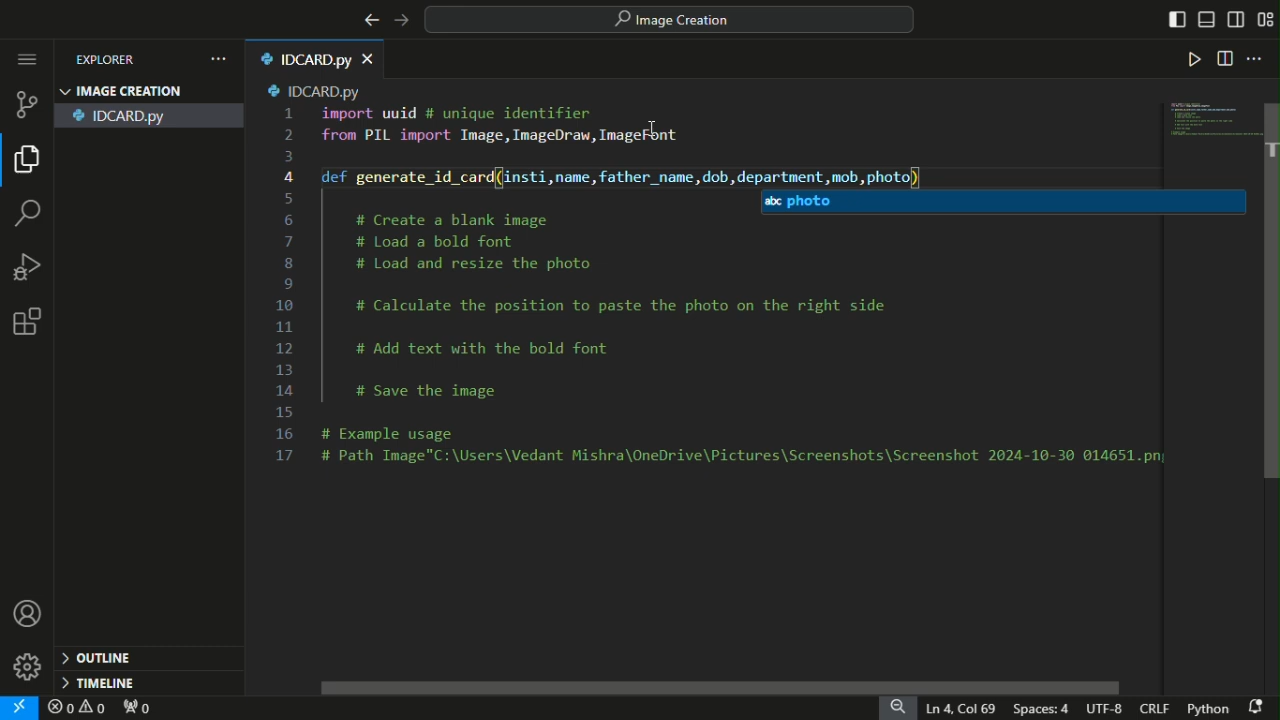 Image Creation
EXPLORER
IDCARD.py
IMAGE CREATION
IDCARD.py
IDCARD.py
1 import uuid # unique identifier
2 from PIL import Image,ImageDraw,ImageFont
3
4 def generate_id_card(insti,name,father_name,dob,department,mob,photo)
abc photo
5
6 # Create a blank image
7 # Load a bold font
8 # Load and resize the photo
9
10 # Calculate the position to paste the photo on the right side
11
12 # Add text with the bold font
13
14 # Save the image
15
16 # Example usage
17 # Path Image"C:\Users\Vedant Mishra\OneDrive\Pictures\Screenshots\Screenshot 2024-10-30 014651.pn
OUTLINE
TIMELINE
0 0 0 Ln 4, Col 69 Spaces: 4 UTF-8 CRLF Python